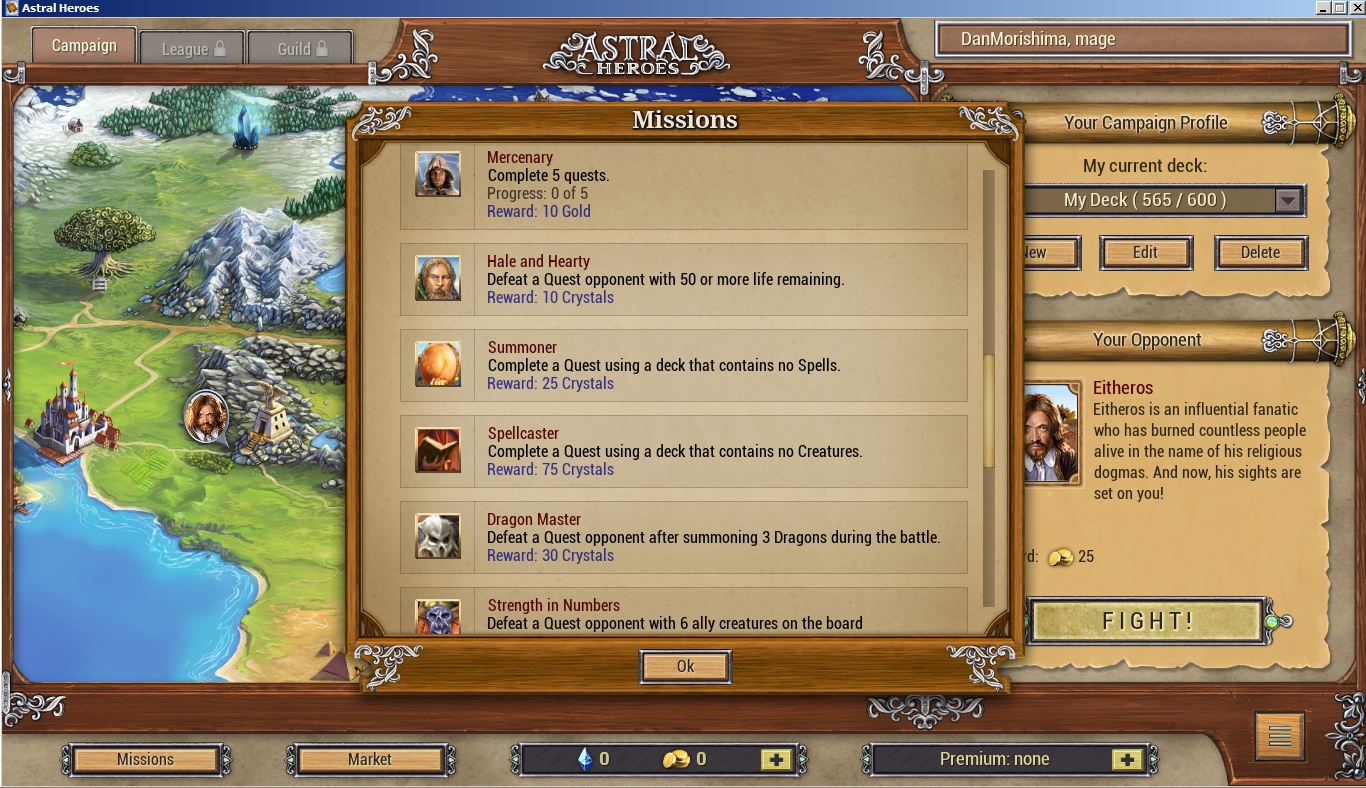 Astral Heroes
Campaign
League
Guild
ASTRAL
HEROES
DanMorishima, mage
Missions
Mercenary
Complete 5 quests.
Progress: 0 of 5
Reward: 10 Gold
Hale and Hearty
Defeat a Quest opponent with 50 or more life remaining.
Reward: 10 Crystals
Summoner
Complete a Quest using a deck that contains no Spells.
Reward: 25 Crystals
Spellcaster
Complete a Quest using a deck that contains no Creatures.
Reward: 75 Crystals
Dragon Master
Defeat a Quest opponent after summoning 3 Dragons during the battle.
Reward: 30 Crystals
Strength in Numbers
Defeat a Quest opponent with 6 ally creatures on the board
Ok
Your Campaign Profile
My current deck:
My Deck ( 565 / 600 )
Edit
Delete
Your Opponent
Eitheros
Eitheros is an influential fanatic
who has burned countless people
alive in the name of his religious
dogmas. And now, his sights are
set on you!
25
FIGHT!
Missions
Market
0
0
Premium: none